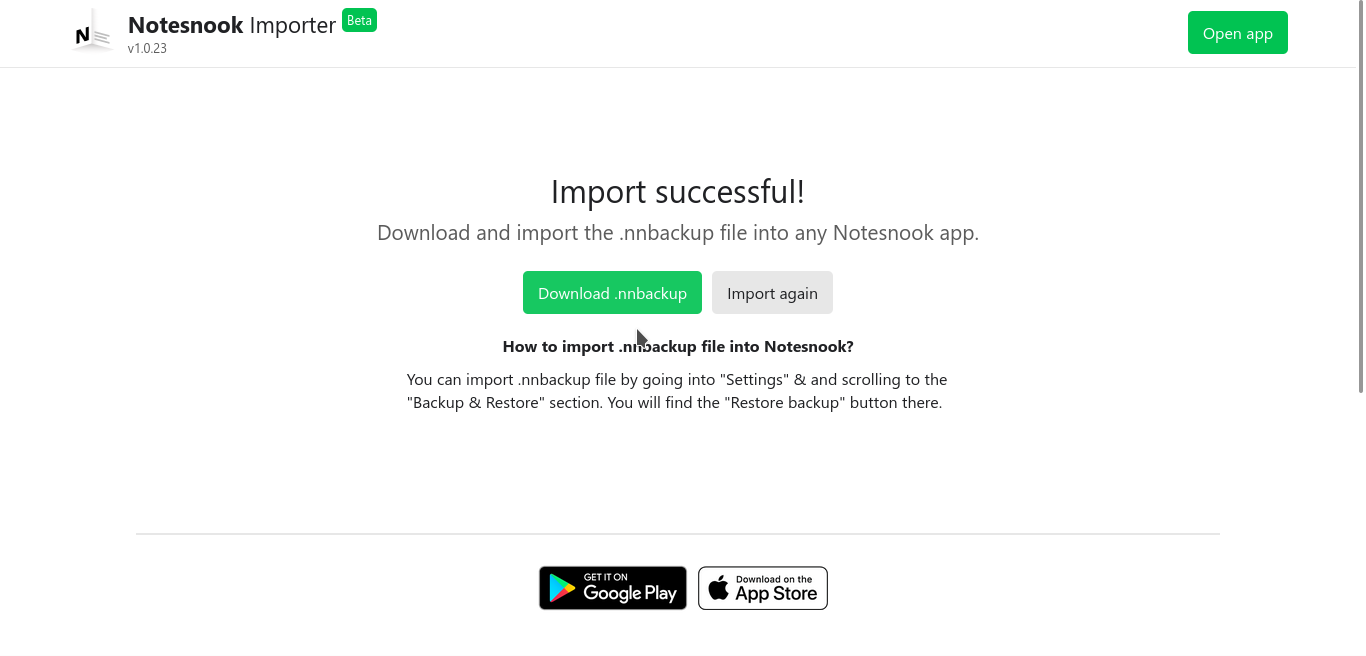 N
Notesnook Importer Beta
v1.0.23
Open app
Import successful!
Download and import the .nnbackup file into any Notesnook app.
Download .nnbackup
Import again
How to import .nnbackup file into Notesnook?
You can import .nnbackup file by going into "Settings" & and scrolling to the
"Backup & Restore" section. You will find the "Restore backup" button there.
GET IT ON
Google Play
Download on the
App Store